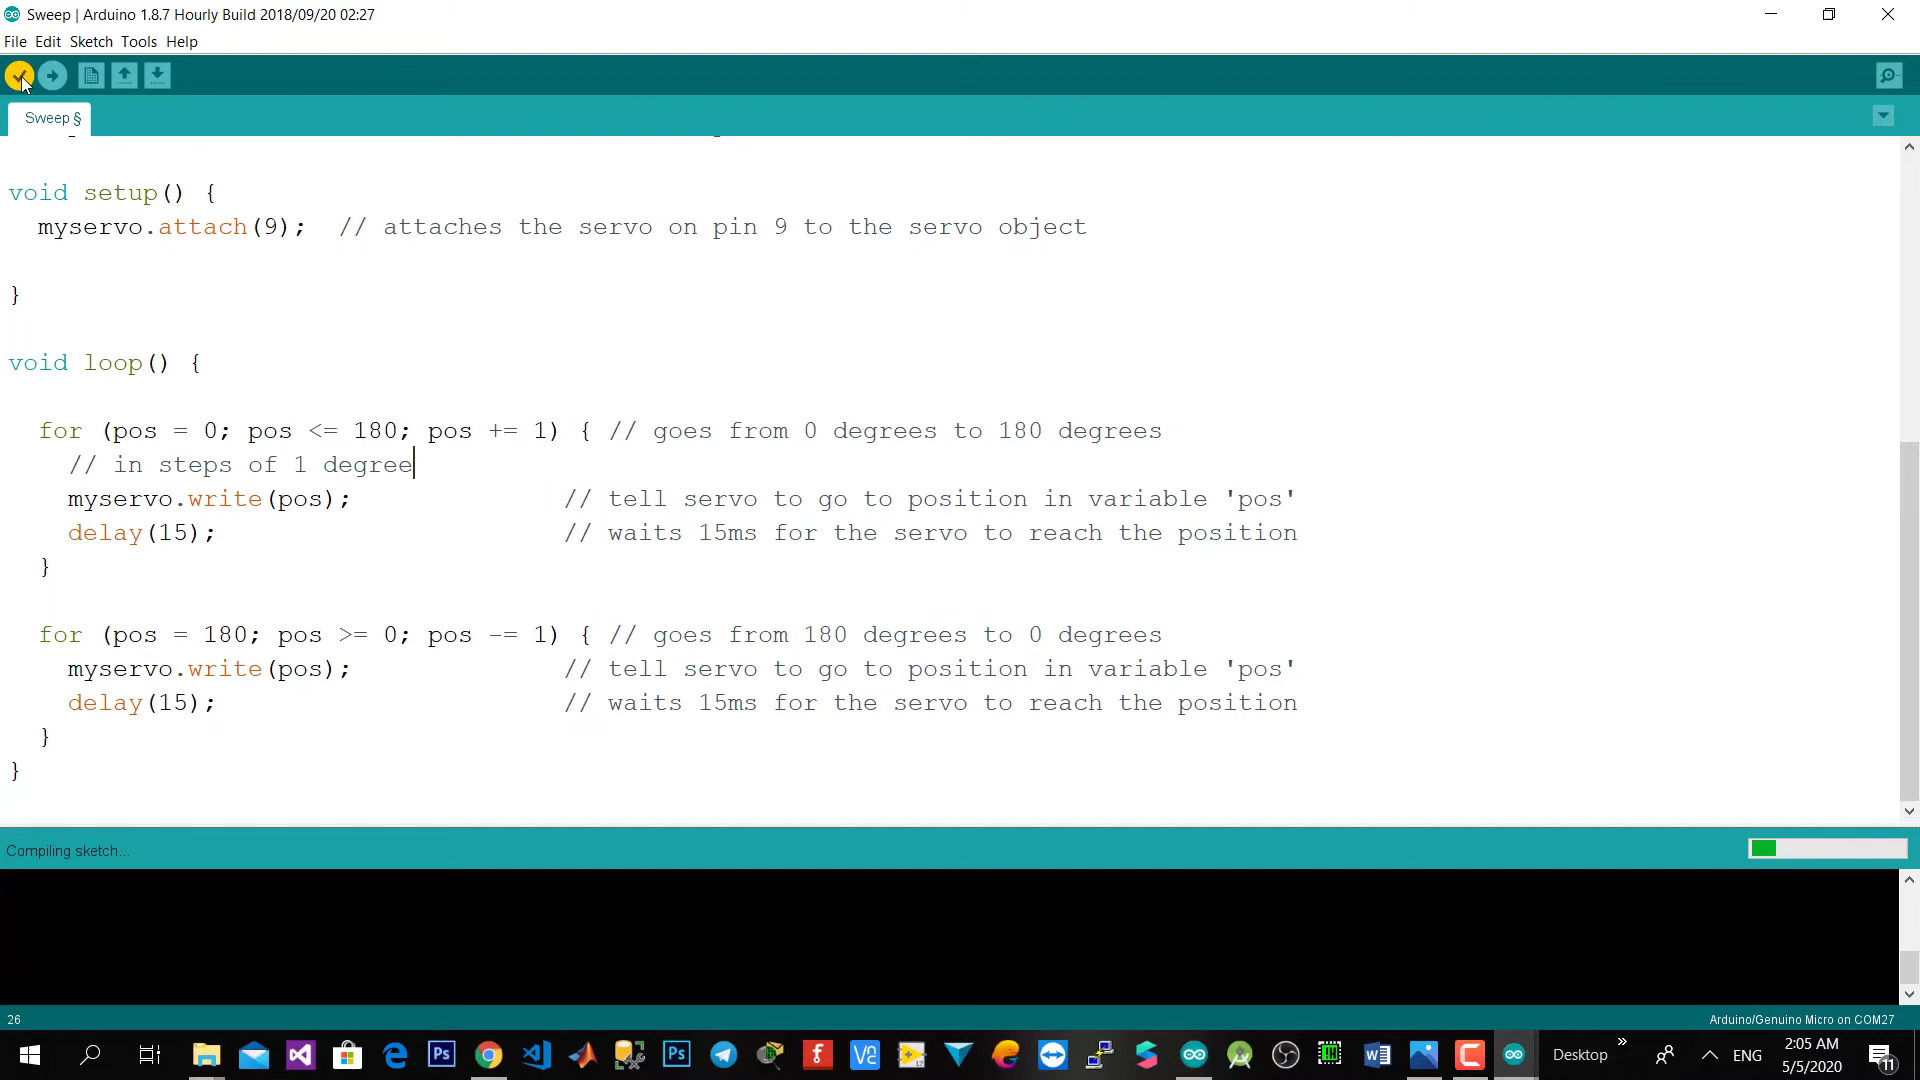 Sweep | Arduino 1.8.7 Hourly Build 2018/09/20 02:27
File Edit Sketch Tools Help
Sweep §
void setup() {
  myservo.attach(9);  // attaches the servo on pin 9 to the servo object
}
void loop() {
  for (pos = 0; pos <= 180; pos += 1) { // goes from 0 degrees to 180 degrees
    // in steps of 1 degree
    myservo.write(pos);              // tell servo to go to position in variable 'pos'
    delay(15);                       // waits 15ms for the servo to reach the position
  }
  for (pos = 180; pos >= 0; pos -= 1) { // goes from 180 degrees to 0 degrees
    myservo.write(pos);              // tell servo to go to position in variable 'pos'
    delay(15);                       // waits 15ms for the servo to reach the position
  }
}
Compiling sketch...
26
Arduino/Genuino Micro on COM27
Ps
Ps
V2
Desktop
ENG
2:05 AM
5/5/2020
11